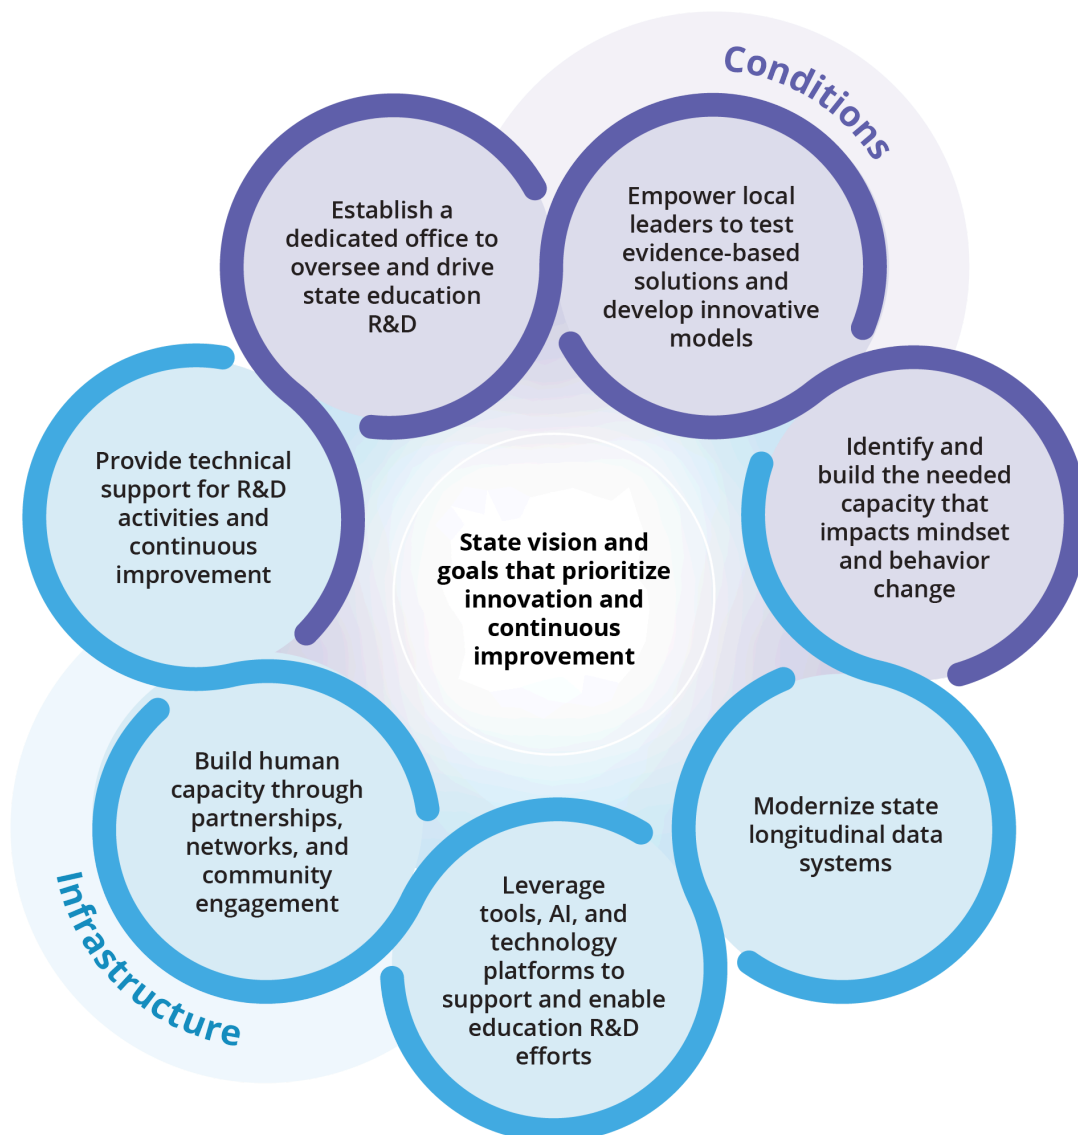 Conditions
Establish a
dedicated office to
oversee and drive
state education
R&D
Empower local
leaders to test
evidence-based
solutions and
develop innovative
models
Identify and
build the needed
capacity that
impacts mindset
and behavior
change
Provide technical
support for R&D
activities and
continuous
improvement
State vision and
goals that prioritize
innovation and
continuous
improvement
Build human
capacity through
partnerships,
networks, and
community
engagement
Modernize state
longitudinal data
systems
Leverage
tools, AI, and
technology
platforms to
support and enable
education R&D
efforts
Infrastructure